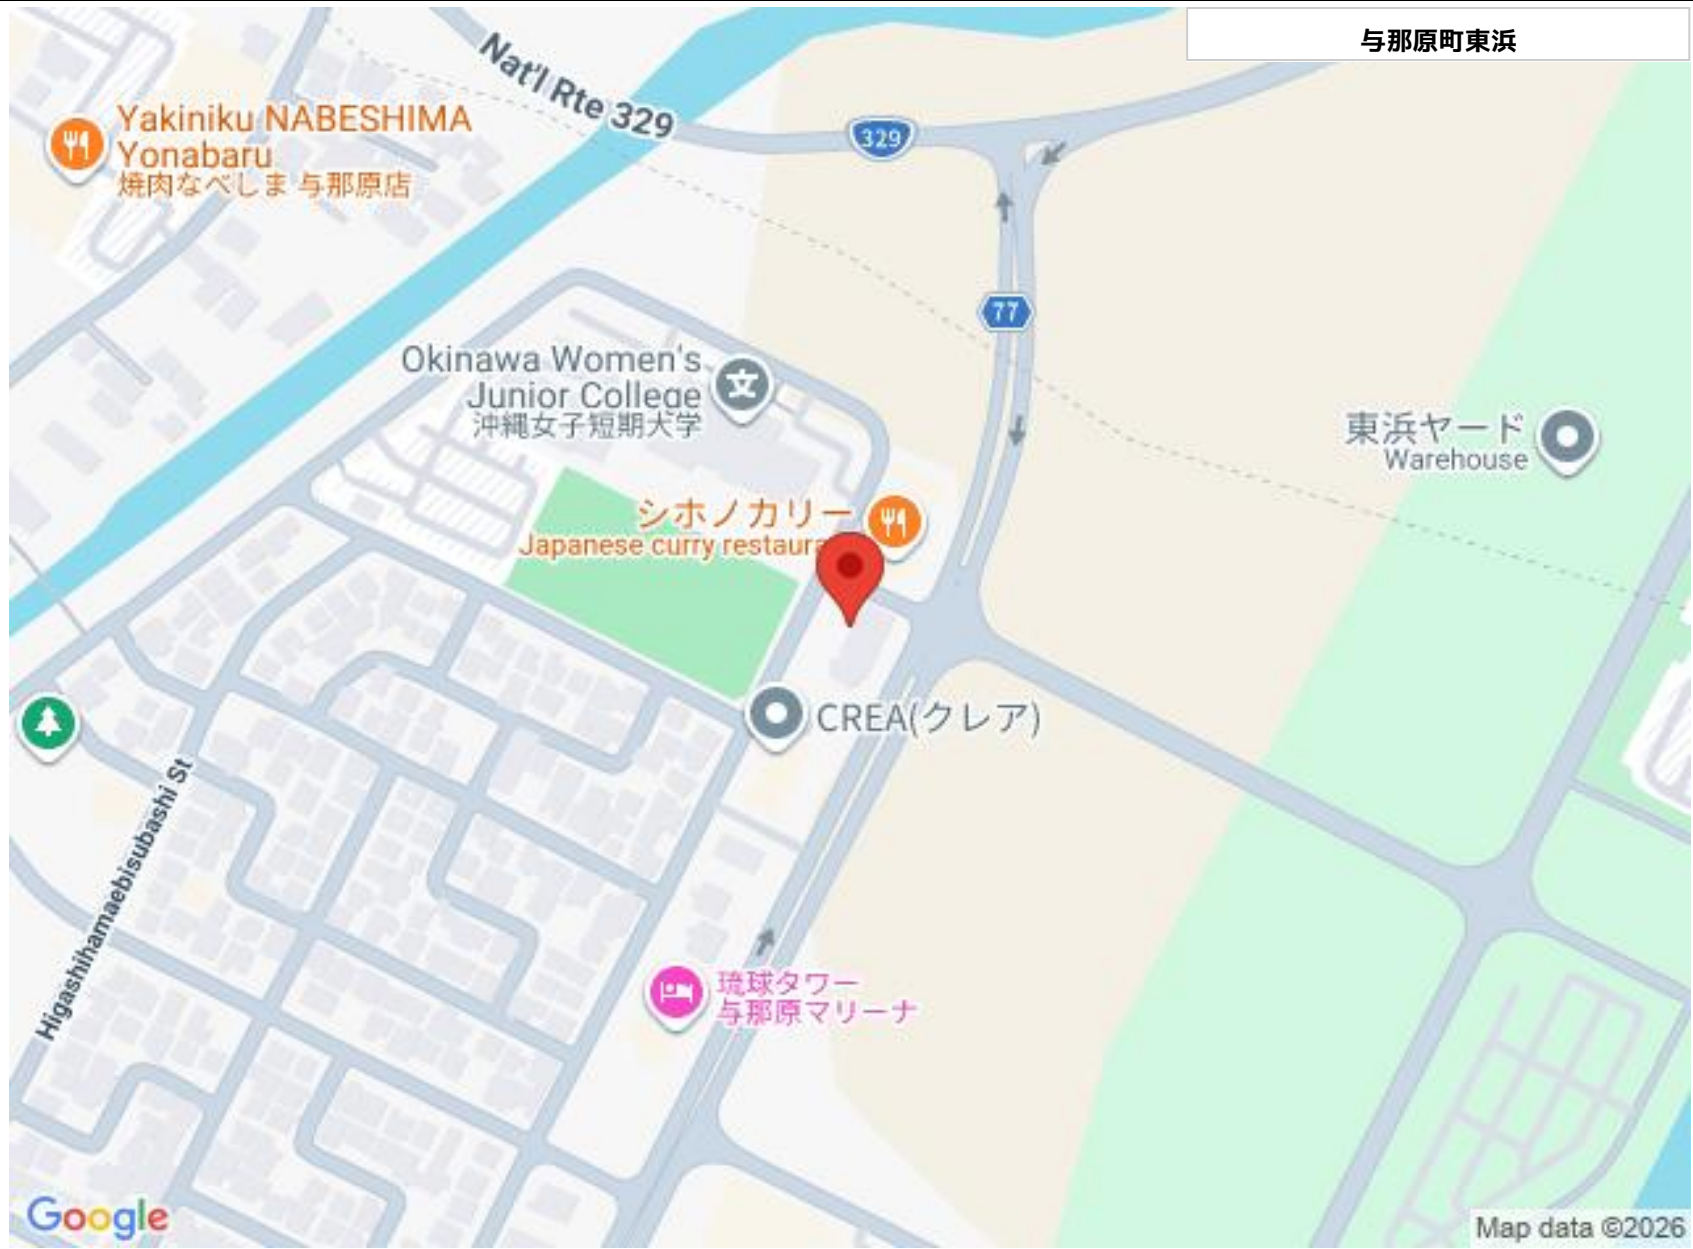 与那原町東浜
Nat'l Rte 329
Yakiniku NABESHIMA
Yonabaru
焼肉なべしま 与那原店
329
77
Okinawa Women's
Junior College
沖縄女子短期大学
文
東浜ヤード
Warehouse
シホノカリー
Japanese curry restaura
CREA(クレア)
Higashihamaebisubashi St
琉球タワー
与那原マリーナ
Google
Map data ©2026